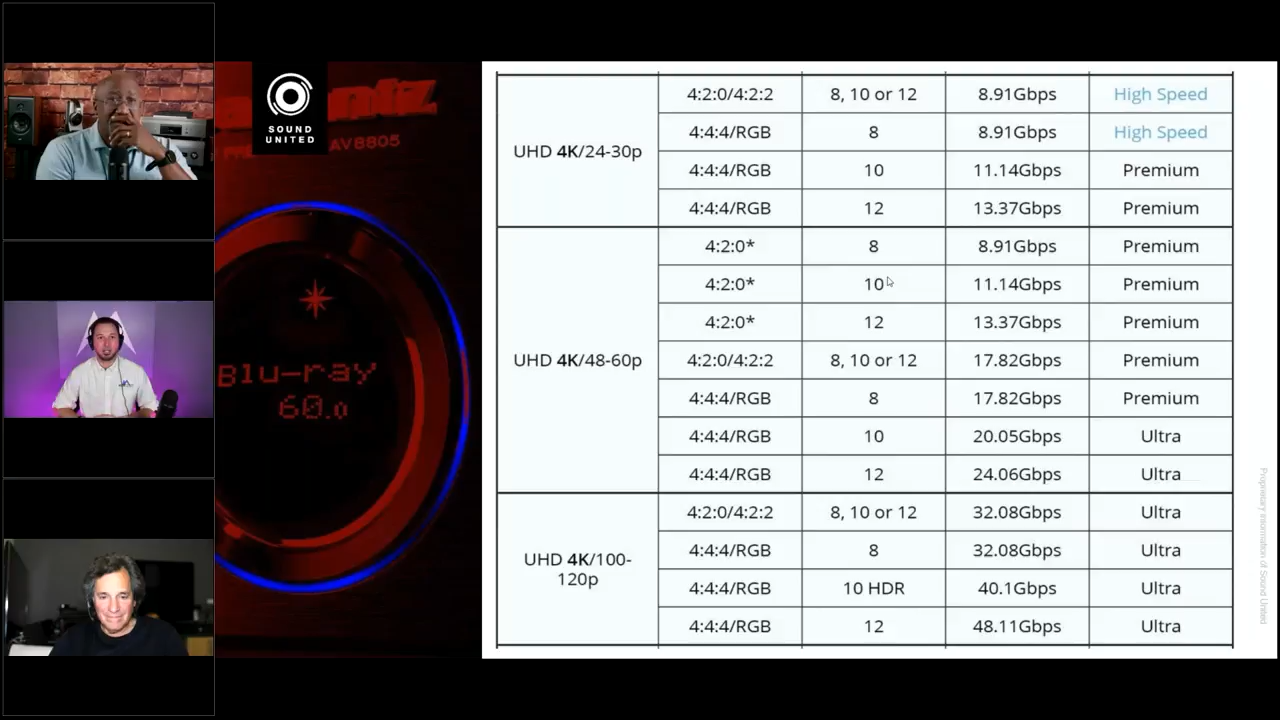 SOUND
UNITED
AV8805
Blu-ray
60.0
UHD 4K/24-30p
4:2:0/4:2:2 8, 10 or 12 8.91Gbps High Speed
4:4:4/RGB 8 8.91Gbps High Speed
4:4:4/RGB 10 11.14Gbps Premium
4:4:4/RGB 12 13.37Gbps Premium
UHD 4K/48-60p
4:2:0* 8 8.91Gbps Premium
4:2:0* 10 11.14Gbps Premium
4:2:0* 12 13.37Gbps Premium
4:2:0/4:2:2 8, 10 or 12 17.82Gbps Premium
4:4:4/RGB 8 17.82Gbps Premium
4:4:4/RGB 10 20.05Gbps Ultra
4:4:4/RGB 12 24.06Gbps Ultra
UHD 4K/100-
120p
4:2:0/4:2:2 8, 10 or 12 32.08Gbps Ultra
4:4:4/RGB 8 32.08Gbps Ultra
4:4:4/RGB 10 HDR 40.1Gbps Ultra
4:4:4/RGB 12 48.11Gbps Ultra
Proprietary information of Sound United